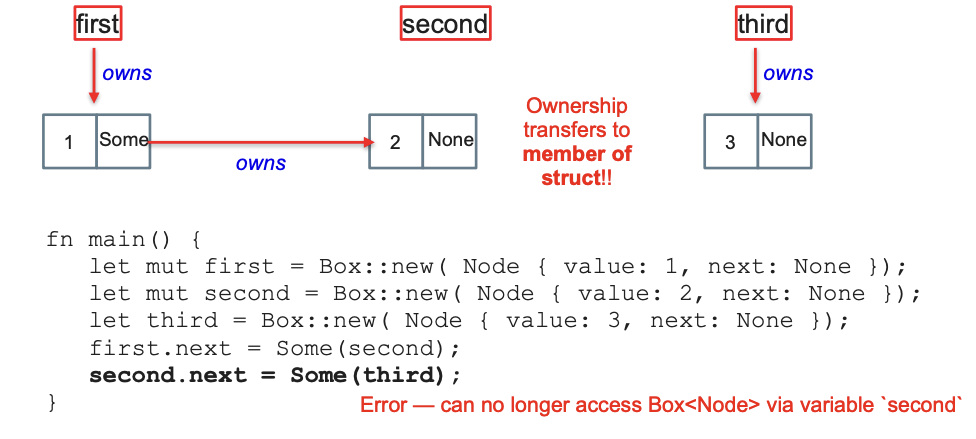 first second third
owns owns
1 Some 2 None 3 None
owns
Ownership
transfers to
member of
struct!!
fn main() {
let mut first = Box::new( Node { value: 1, next: None });
let mut second = Box::new( Node { value: 2, next: None });
let third = Box::new( Node { value: 3, next: None });
first.next = Some(second);
second.next = Some(third);
}
Error — can no longer access Box<Node> via variable `second`